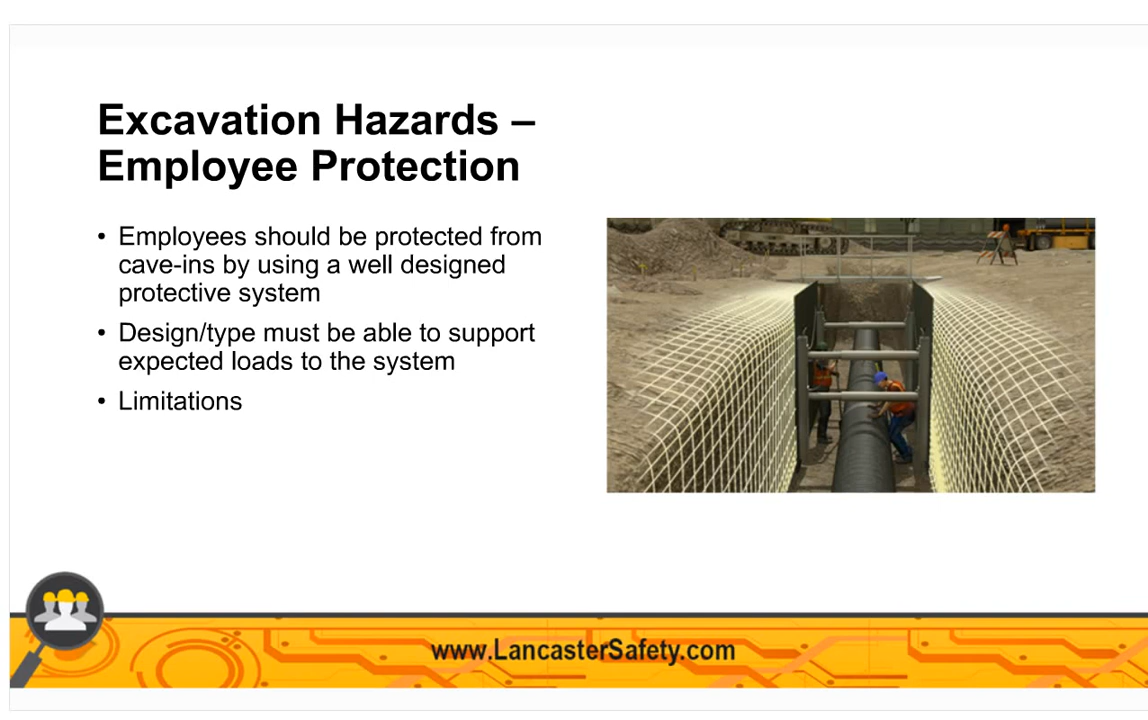 Excavation Hazards –
Employee Protection
• Employees should be protected from
cave-ins by using a well designed
protective system
• Design/type must be able to support
expected loads to the system
• Limitations
www.LancasterSafety.com